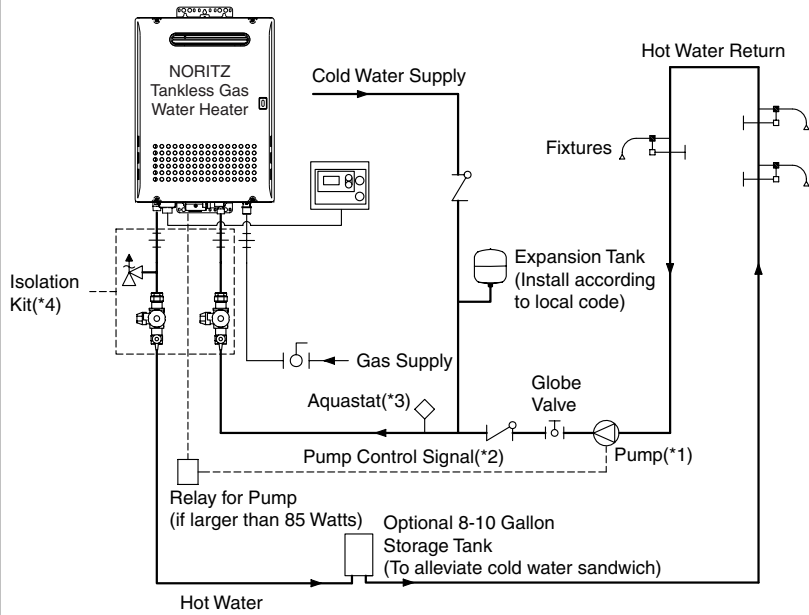 NORITZ
Tankless Gas
Water Heater
Cold Water Supply
Hot Water Return
Fixtures
Isolation
Kit(*4)
Expansion Tank
(Install according
to local code)
Gas Supply
Globe
Valve
Aquastat(*3)
Pump Control Signal(*2)
Pump(*1)
Relay for Pump
(if larger than 85 Watts)
Optional 8-10 Gallon
Storage Tank
(To alleviate cold water sandwich)
Hot Water